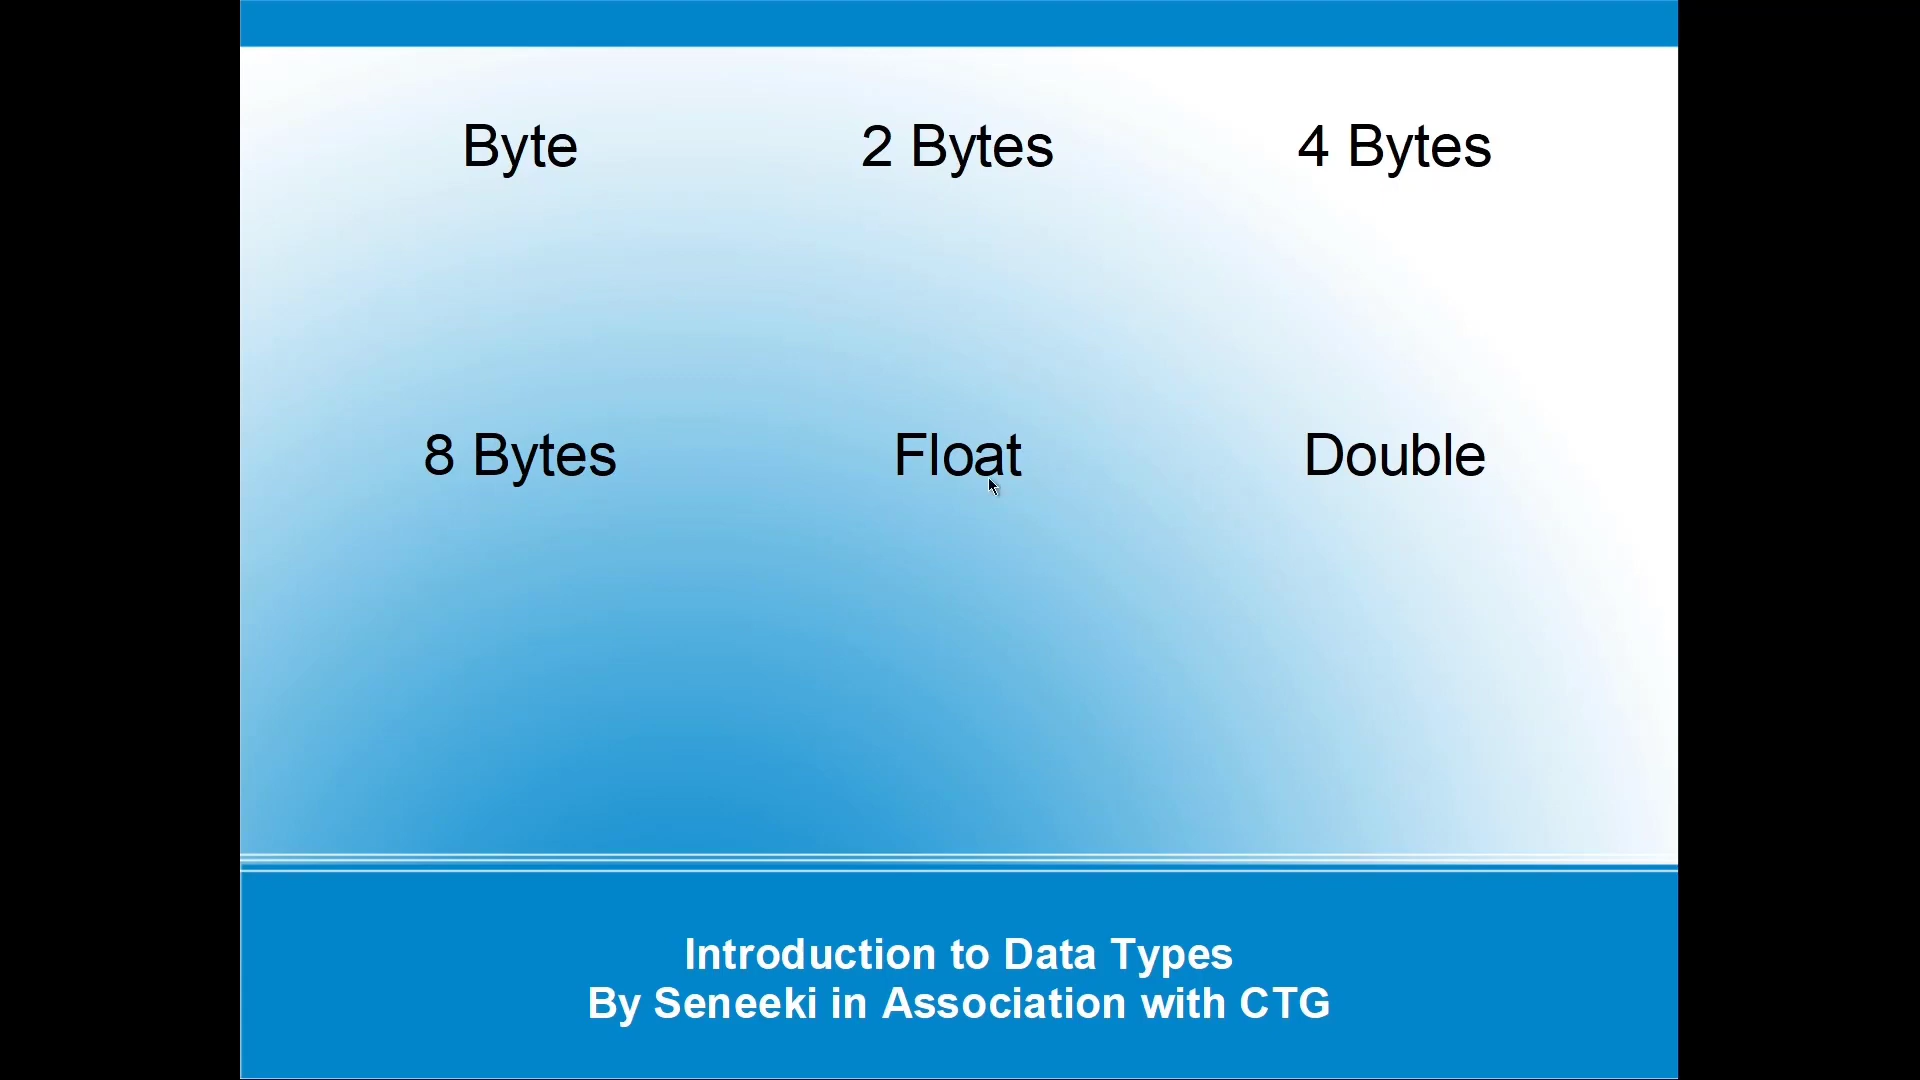 Byte
2 Bytes
4 Bytes
8 Bytes
Float
Double
Introduction to Data Types
By Seneeki in Association with CTG